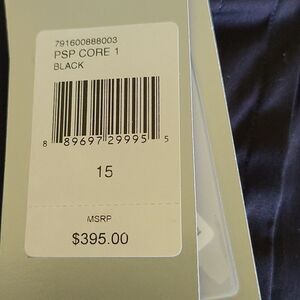 791600888003
PSP CORE 1
BLACK
8 89697 29995 5
15
MSRP
$395.00